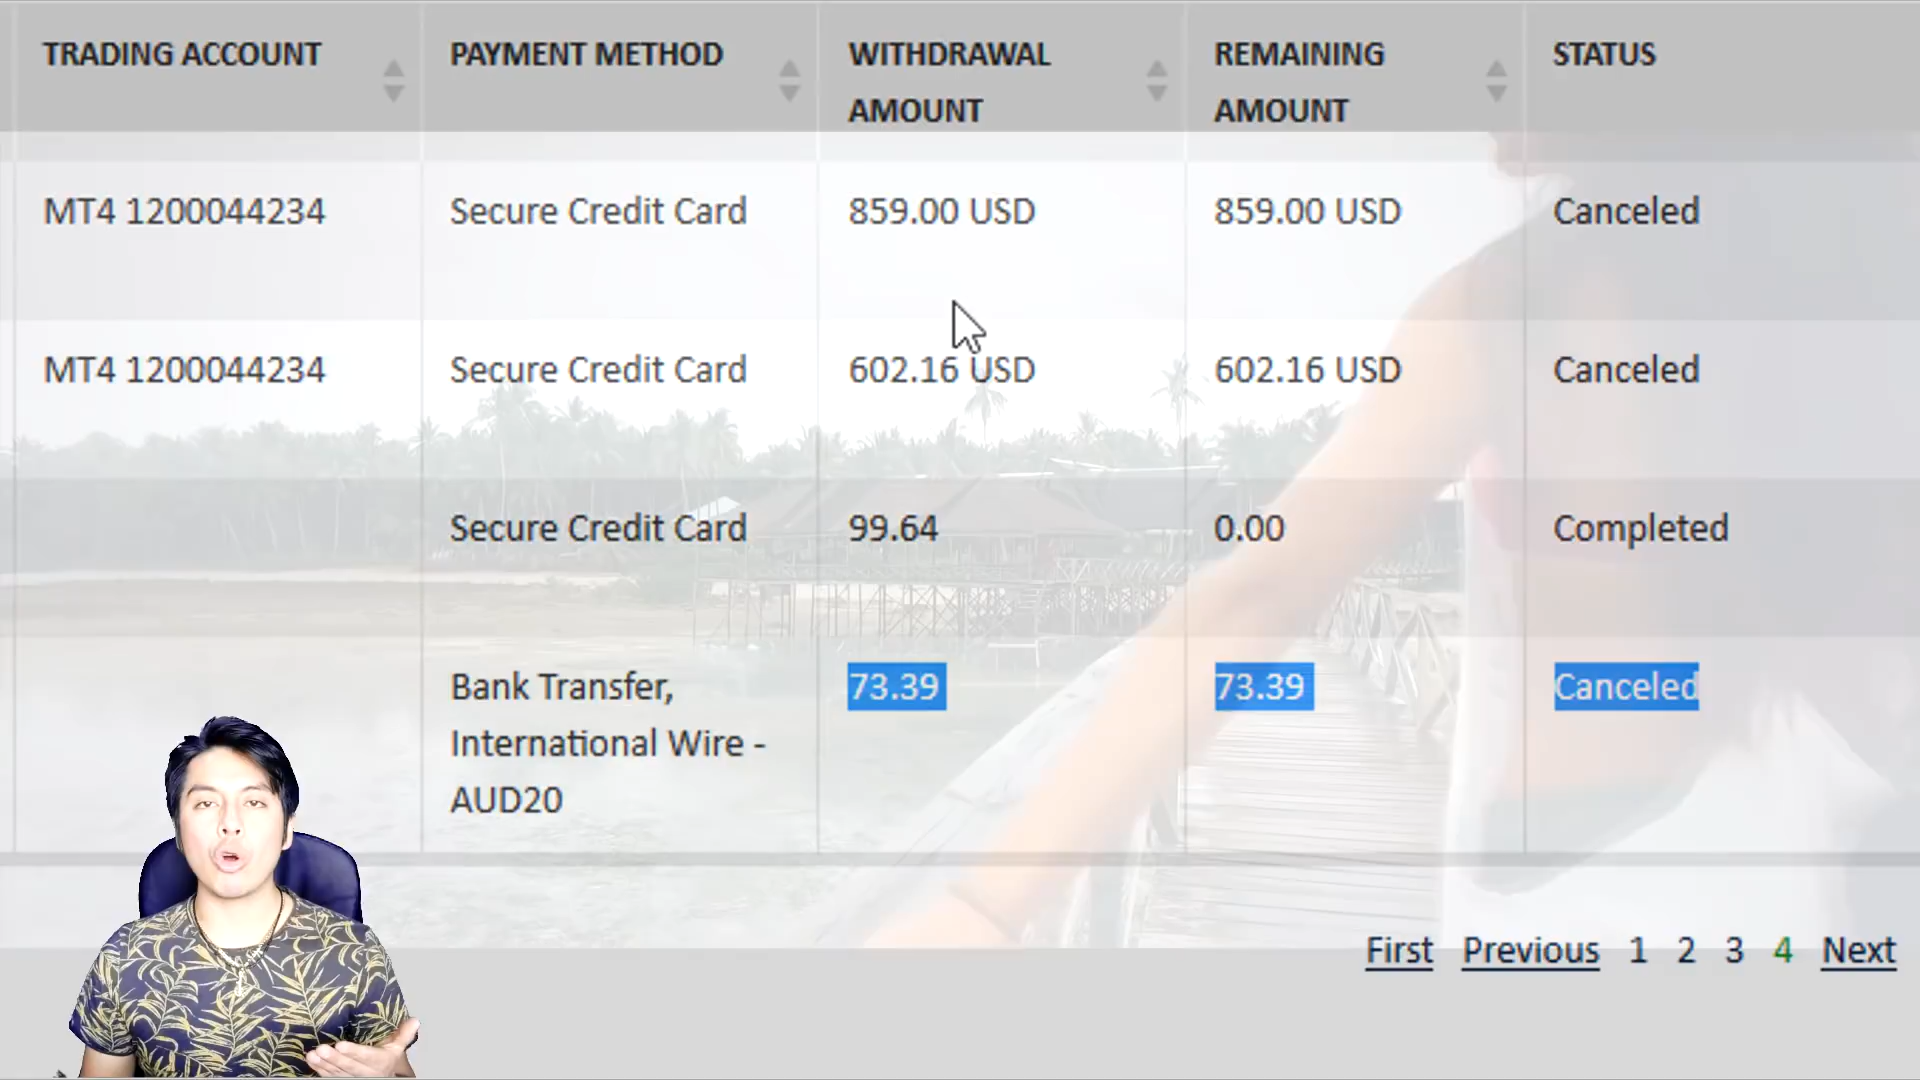 TRADING ACCOUNT PAYMENT METHOD WITHDRAWAL AMOUNT REMAINING AMOUNT STATUS
MT4 1200044234 Secure Credit Card 859.00 USD 859.00 USD Canceled
MT4 1200044234 Secure Credit Card 602.16 USD 602.16 USD Canceled
Secure Credit Card 99.64 0.00 Completed
Bank Transfer, 73.39 73.39 Canceled
International Wire -
AUD20
First Previous 1 2 3 4 Next